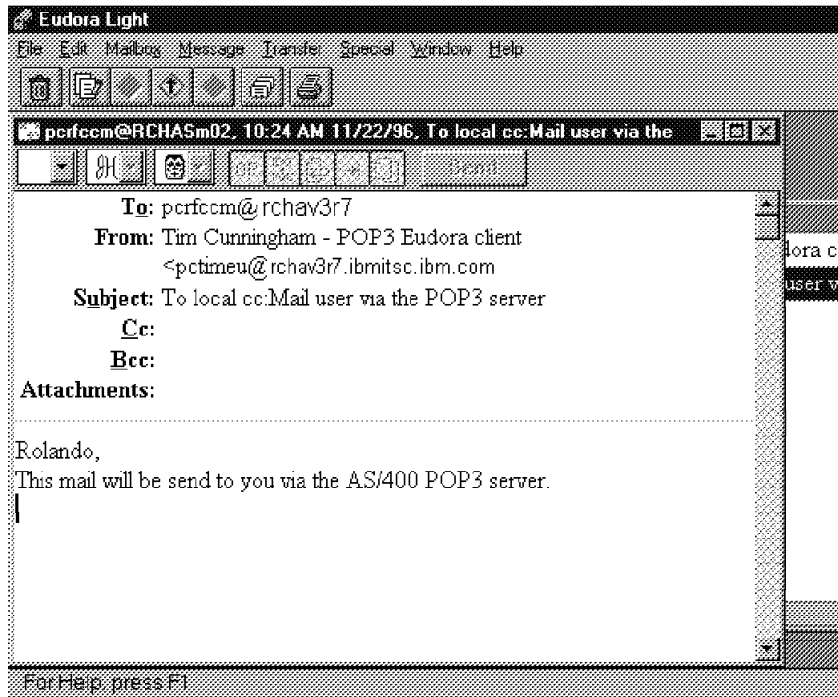 Eudora Light
File Edit Mailbox Message Transfer Special Window Help
pcrfccm@RCHASm02, 10:24 AM 11/22/96, To local cc:Mail user via the
Send
To: pcrfccm@rchav3r7
From: Tim Cunningham - POP3 Eudora client
<pctimeu@rchav3r7.ibmitsc.ibm.com
Subject: To local cc:Mail user via the POP3 server
Cc:
Bcc:
Attachments:
Rolando,
This mail will be send to you via the AS/400 POP3 server.
dora c
user v
For Help, press F1